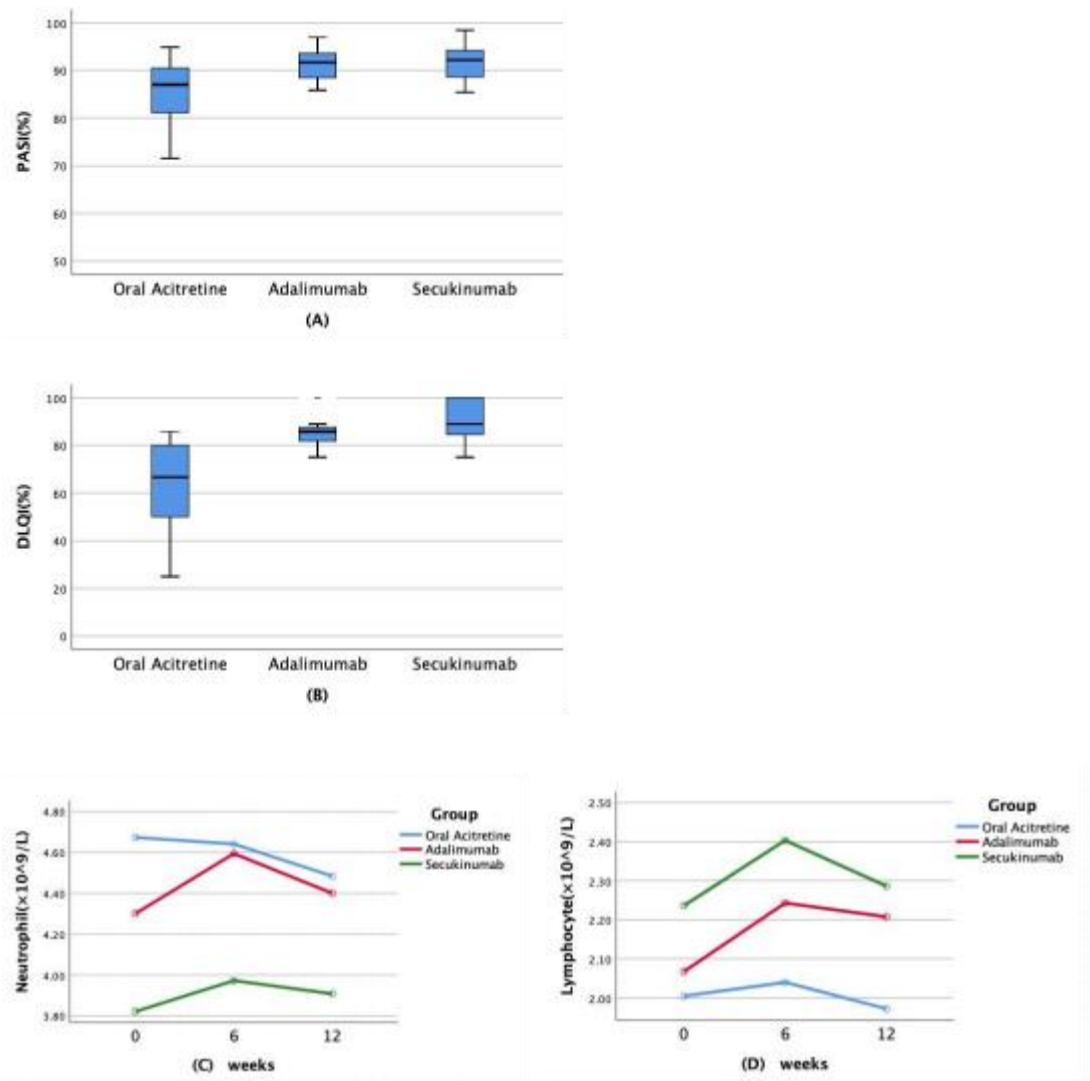 PASI(%)
100
90
80
70
60
50
Oral Acitretine Adalimumab Secukinumab
(A)
DLQI(%)
100
80
60
40
20
0
Oral Acitretine Adalimumab Secukinumab
(B)
Neutrophil(×10^9/L)
4.80
4.60
4.40
4.20
4.00
3.80
0 6 12
(C) weeks
Group
Oral Acitretine
Adalimumab
Secukinumab
Lymphocyte(×10^9/L)
2.50
2.40
2.30
2.20
2.10
2.00
0 6 12
(D) weeks
Group
Oral Acitretine
Adalimumab
Secukinumab